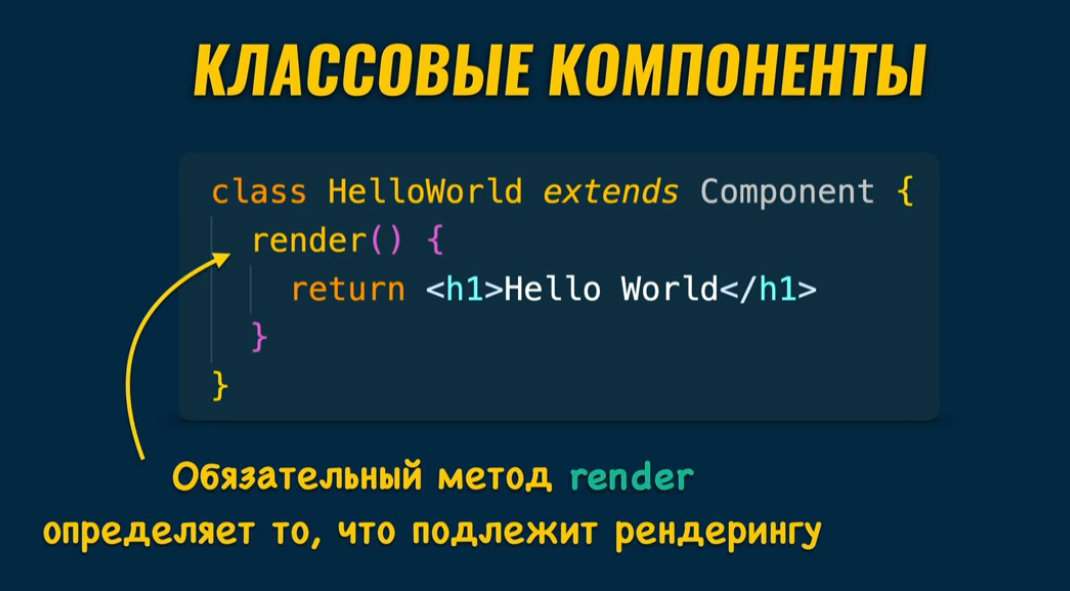 КЛАССОВЫЕ КОМПОНЕНТЫ
class HelloWorld extends Component {
render() {
return <h1>Hello World</h1>
}
}
Обязательный метод render
определяет то, что подлежит рендерингу